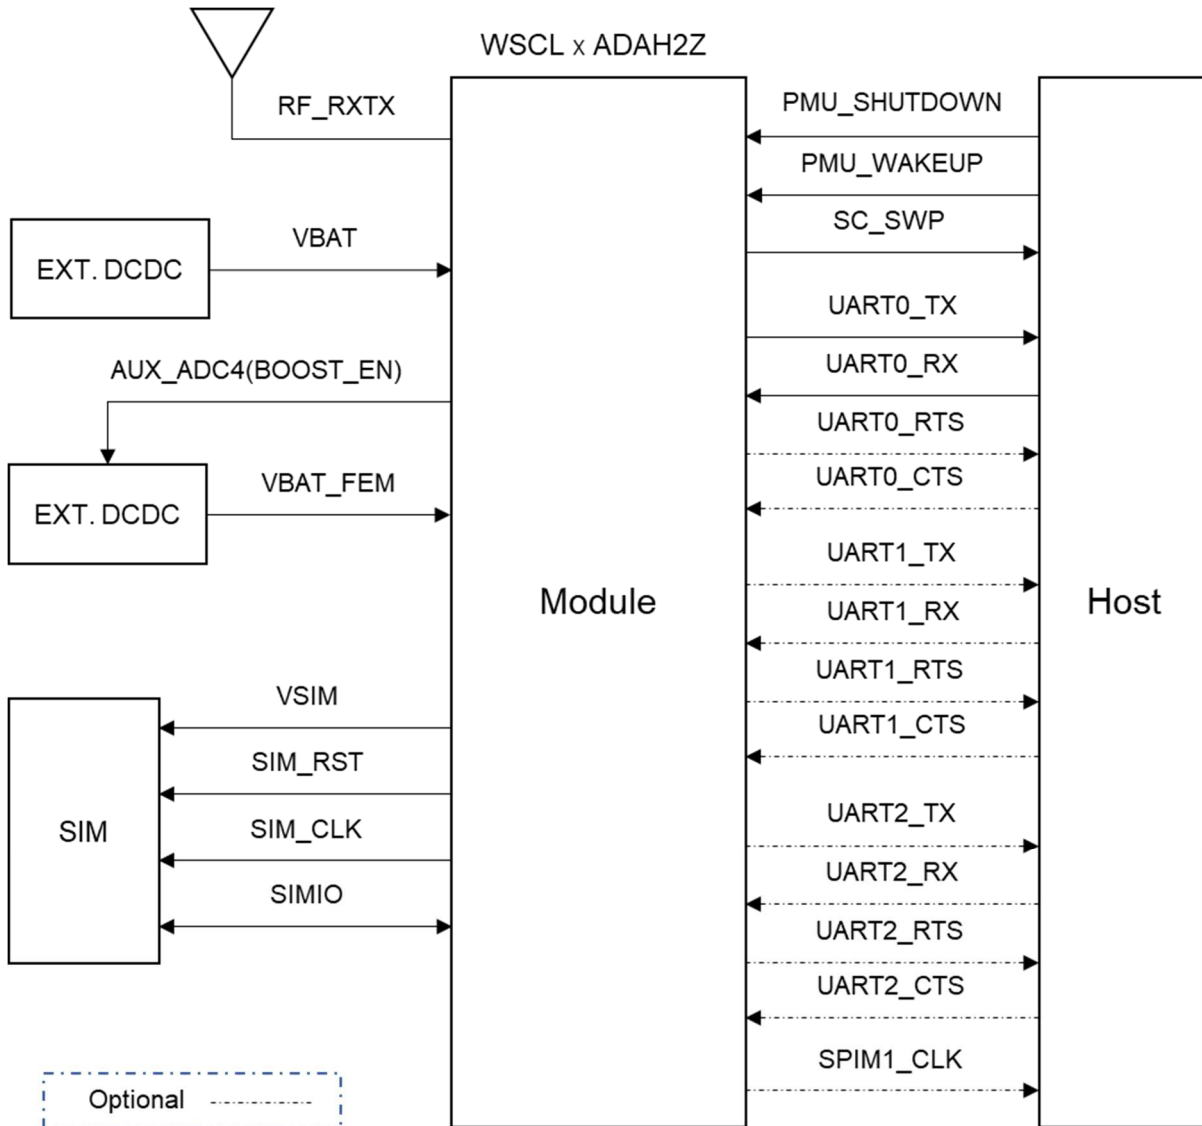 WSCL x ADAH2Z
RF_RXTX
EXT. DCDC
VBAT
AUX_ADC4(BOOST_EN)
EXT. DCDC
VBAT_FEM
SIM
VSIM
SIM_RST
SIM_CLK
SIMIO
Optional
Module
PMU_SHUTDOWN
PMU_WAKEUP
SC_SWP
UART0_TX
UART0_RX
UART0_RTS
UART0_CTS
UART1_TX
UART1_RX
UART1_RTS
UART1_CTS
UART2_TX
UART2_RX
UART2_RTS
UART2_CTS
SPIM1_CLK
Host